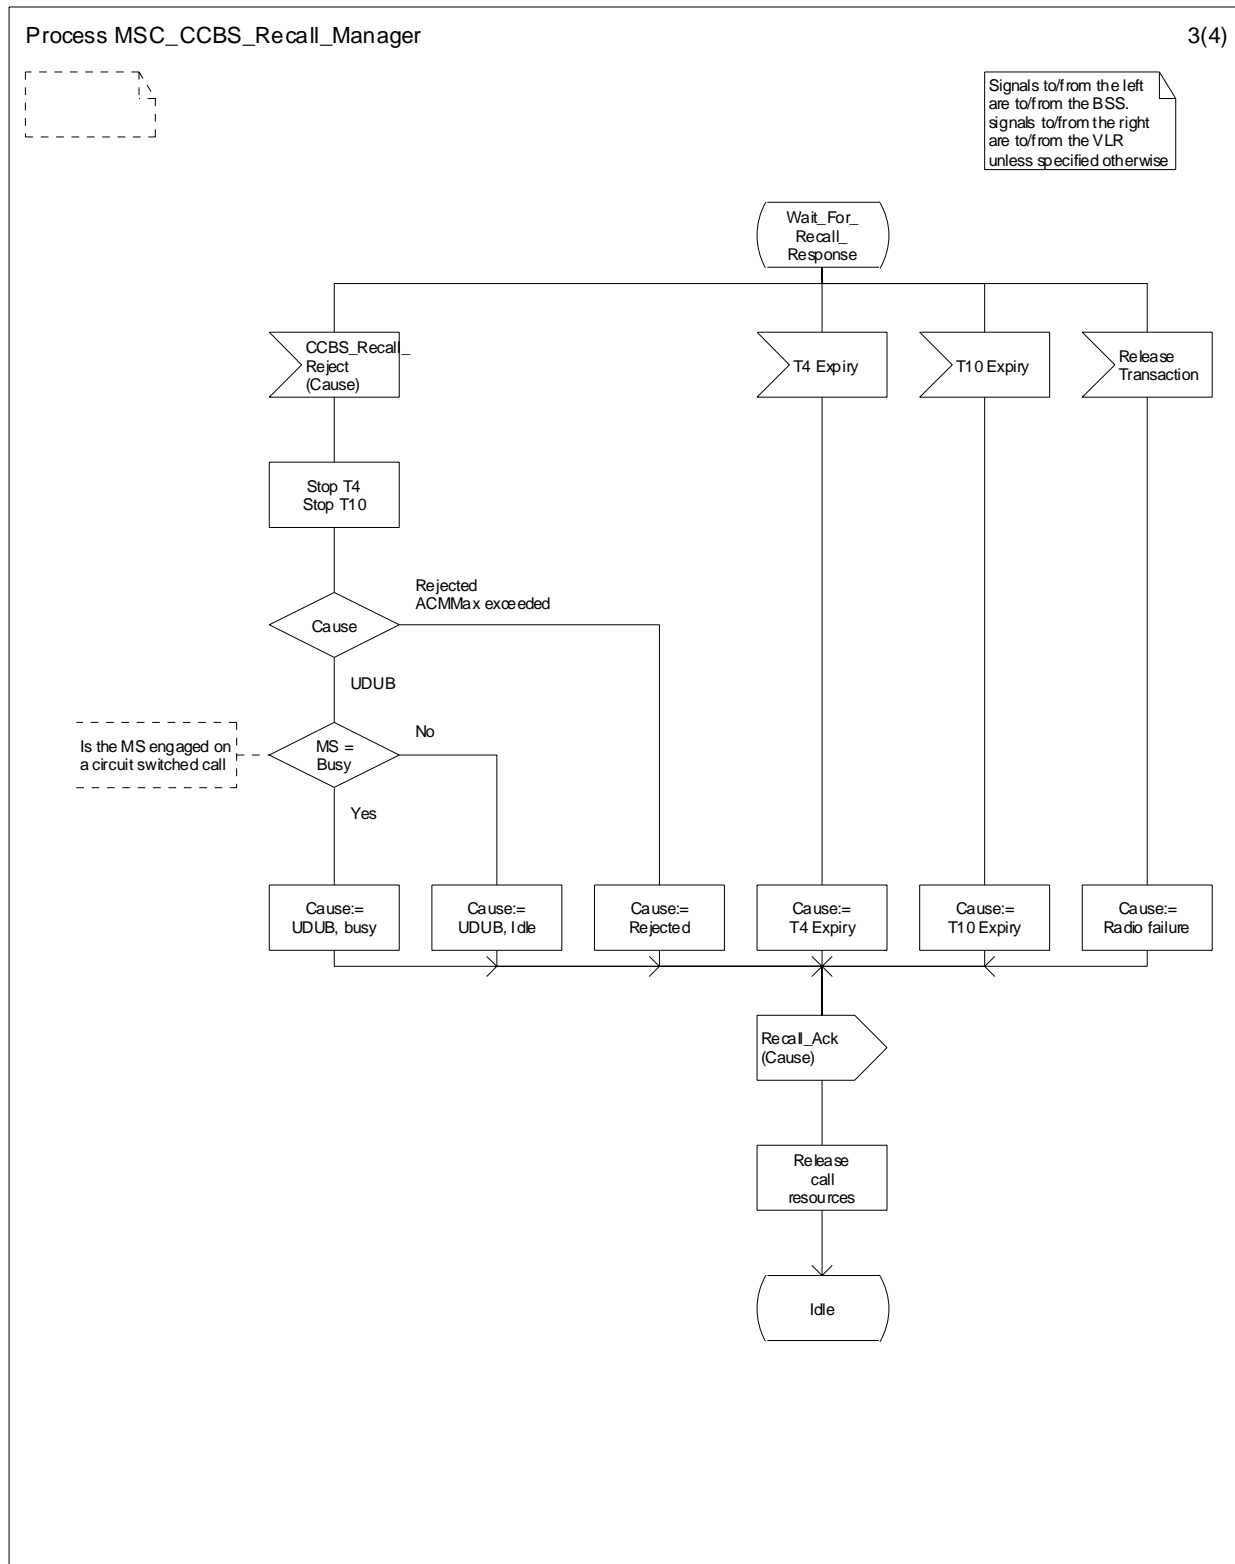 Process MSC_CCBS_Recall_Manager
3(4)
Signals to/from the left
are to/from the BSS.
signals to/from the right
are to/from the VLR
unless specified otherwise
Wait_For_
Recall_
Response
CCBS_Recall_
Reject
(Cause)
T4 Expiry
T10 Expiry
Release
Transaction
Stop T4
Stop T10
Rejected
ACMMax exceeded
Cause
UDUB
Is the MS engaged on
a circuit switched call
MS =
Busy
No
Yes
Cause:=
UDUB, busy
Cause:=
UDUB, Idle
Cause:=
Rejected
Cause:=
T4 Expiry
Cause:=
T10 Expiry
Cause:=
Radio failure
Recall_Ack
(Cause)
Release
call
resources
Idle